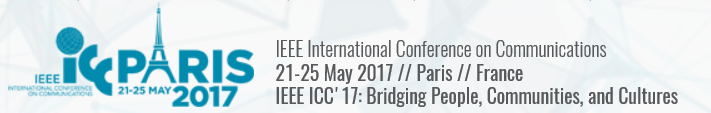 IEEE icc PARIS
INTERNATIONAL CONFERENCE
ON COMMUNICATIONS
21-25 MAY
2017
IEEE International Conference on Communications
21-25 May 2017 // Paris // France
IEEE ICC' 17: Bridging People, Communities, and Cultures